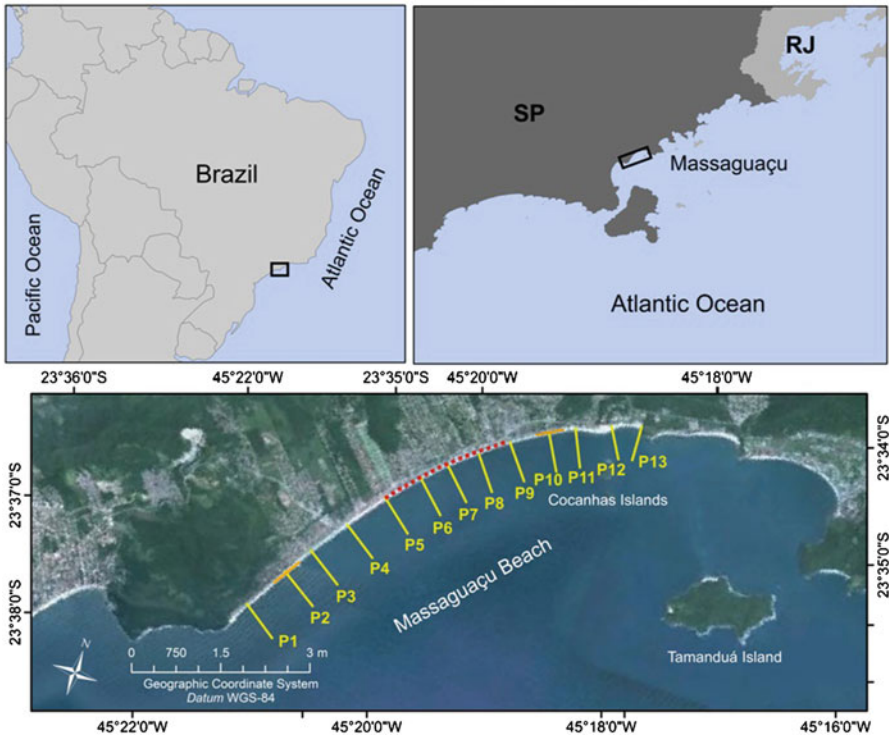 Brazil
Pacific Ocean
Atlantic Ocean
SP
RJ
Massaguaçu
Atlantic Ocean
23°36'0"S
45°22'0"W
23°35'0"S
45°20'0"W
45°18'0"W
23°37'0"S
23°38'0"S
23°34'0"S
23°35'0"S
P1
P2
P3
P4
P5
P6
P7
P8
P9
P10
P11
P12
P13
Cocanhas Islands
Massaguaçu Beach
Tamanduá Island
N
0 750 1.5 3 m
Geographic Coordinate System
Datum WGS-84
45°22'0"W
45°20'0"W
45°18'0"W
45°16'0"W